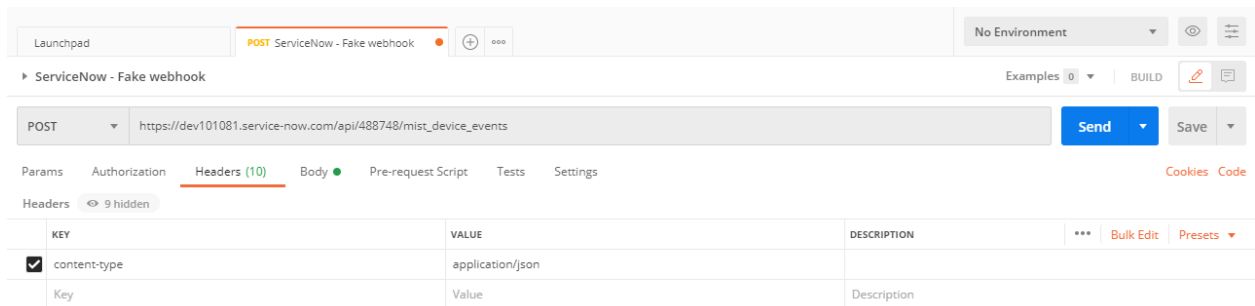 Launchpad
POST ServiceNow - Fake webhook
No Environment
ServiceNow - Fake webhook
Examples 0
BUILD
POST
https://dev101081.service-now.com/api/488748/mist_device_events
Send
Save
Params Authorization Headers (10) Body Pre-request Script Tests Settings
Cookies Code
Headers 9 hidden
KEY VALUE DESCRIPTION
Bulk Edit Presets
content-type application/json
Key Value Description